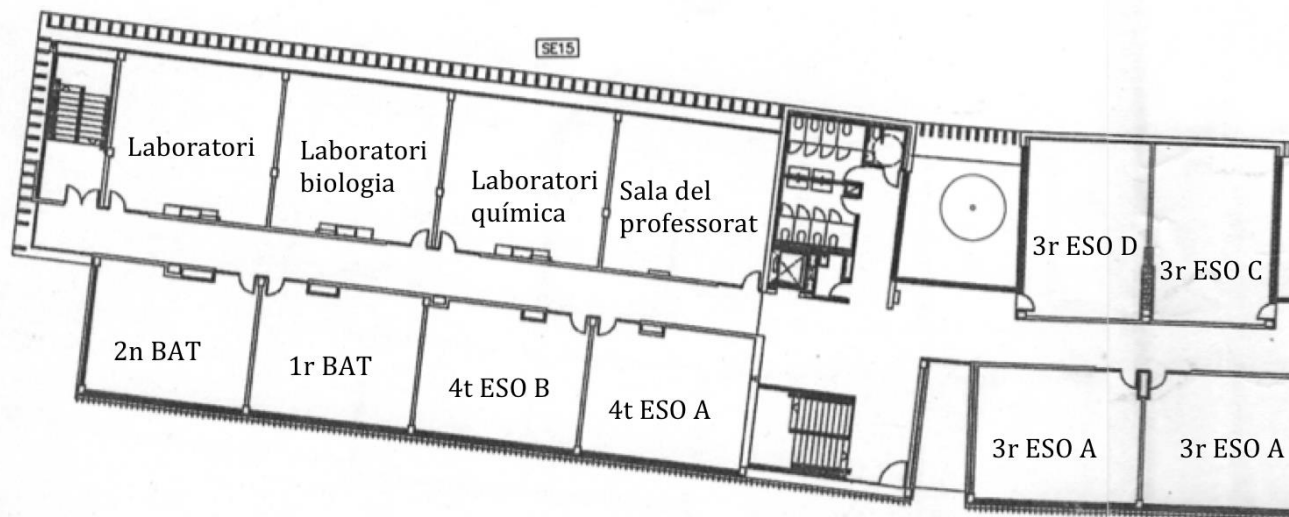 SE15
Laboratori
Laboratori
biologia
Laboratori
química
Sala del
professorat
3r ESO D
3r ESO C
2n BAT
1r BAT
4t ESO B
4t ESO A
3r ESO A
3r ESO A